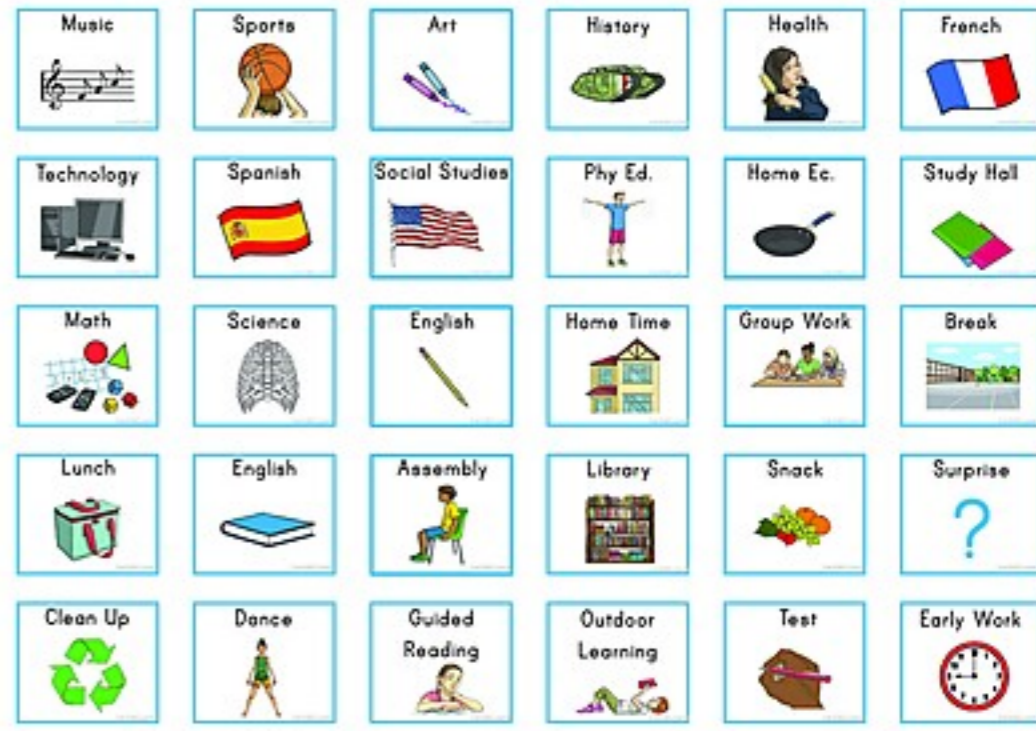 Music
Sports
Art
History
Health
French
Technology
Spanish
Social Studies
Phy Ed.
Home Ec.
Study Hall
Math
Science
English
Home Time
Group Work
Break
Lunch
English
Assembly
Library
Snack
Surprise
Clean Up
Dance
Guided
Reading
Outdoor
Learning
Test
Early Work